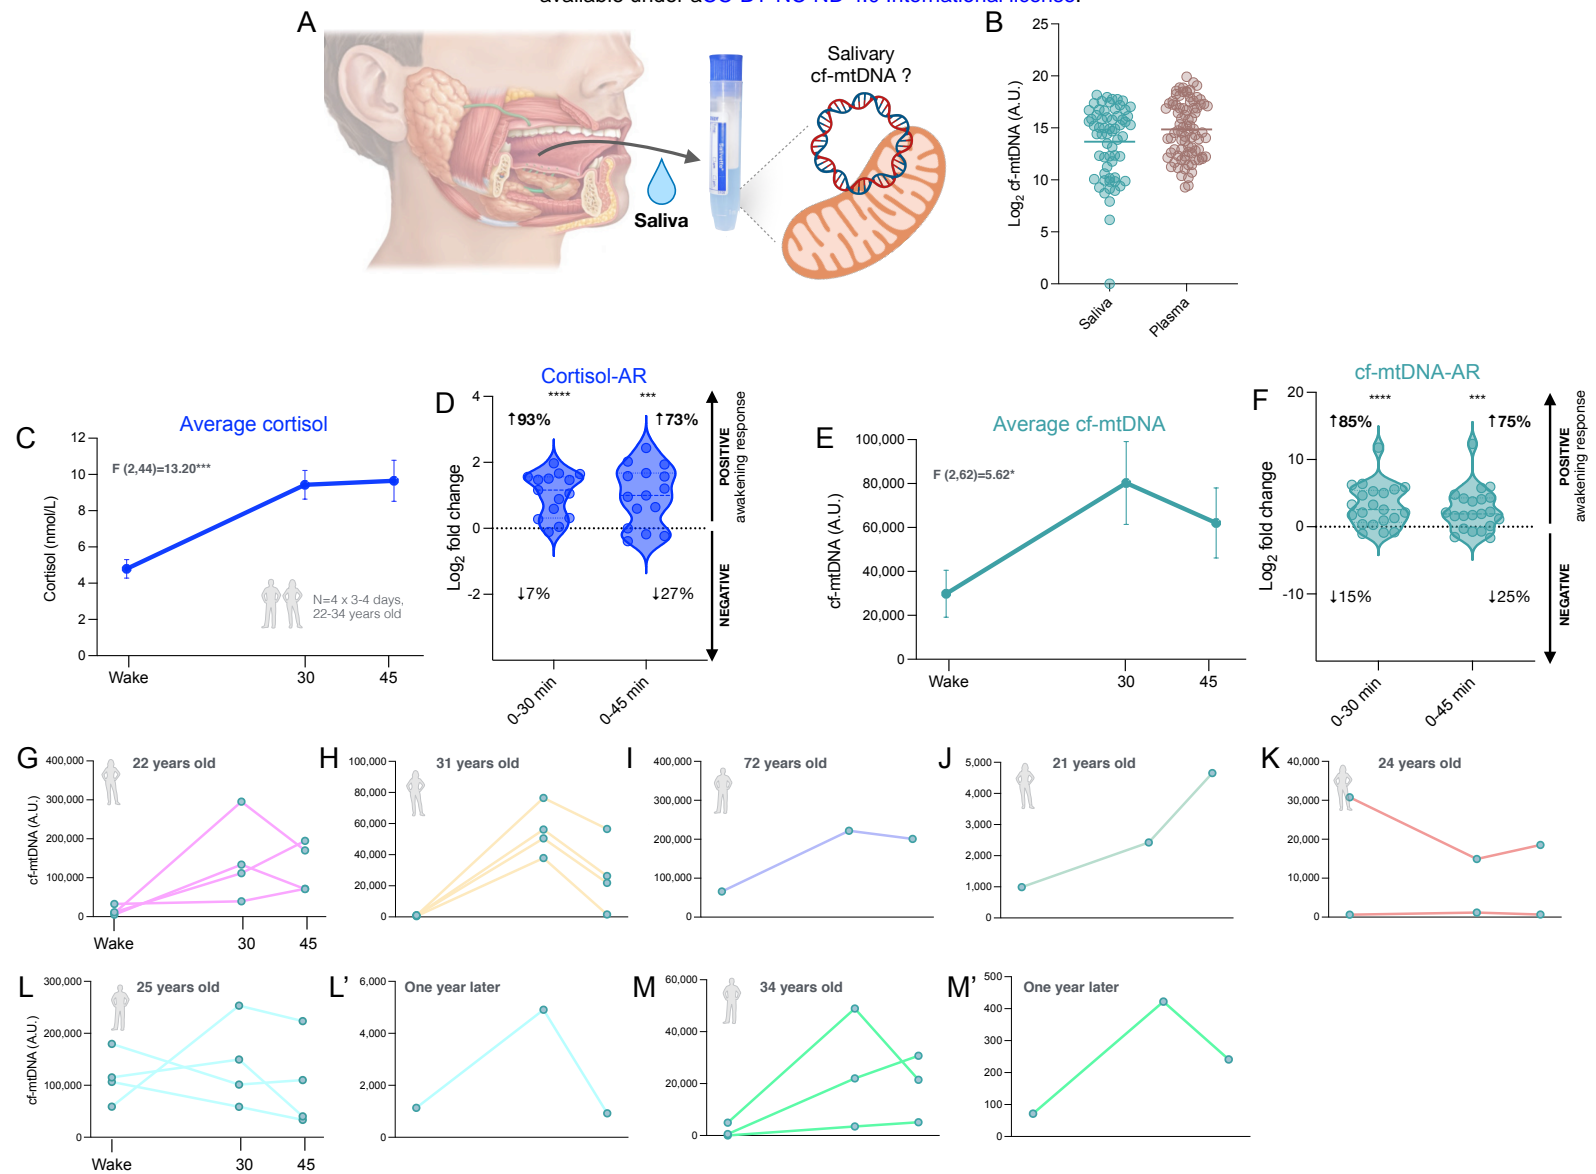 available under aCC-BY-NC-ND 4.0 International license.
A
Salivary
cf-mtDNA ?
Saliva
B
Log2 cf-mtDNA (A.U.)
25
20
15
10
5
0
Saliva
Plasma
C
Average cortisol
F (2,44)=13.20***
Cortisol (nmol/L)
12
10
8
6
4
2
0
N=4 x 3-4 days,
22-34 years old
Wake
30
45
D
Cortisol-AR
****
***
↑93%
↑73%
Log2 fold change
4
2
0
-2
↓7%
↓27%
POSITIVE
awakening response
NEGATIVE
0-30 min
0-45 min
E
Average cf-mtDNA
F (2,62)=5.62*
cf-mtDNA (A.U.)
100,000
80,000
60,000
40,000
20,000
0
Wake
30
45
F
cf-mtDNA-AR
****
***
↑85%
↑75%
Log2 fold change
20
10
0
-10
↓15%
↓25%
POSITIVE
awakening response
NEGATIVE
0-30 min
0-45 min
G
22 years old
cf-mtDNA (A.U.)
400,000
300,000
200,000
100,000
0
Wake
30
45
H
31 years old
100,000
80,000
60,000
40,000
20,000
0
I
72 years old
400,000
300,000
200,000
100,000
0
J
21 years old
5,000
4,000
3,000
2,000
1,000
0
K
24 years old
40,000
30,000
20,000
10,000
0
L
25 years old
cf-mtDNA (A.U.)
300,000
200,000
100,000
0
Wake
30
45
L’
One year later
6,000
4,000
2,000
0
M
34 years old
60,000
40,000
20,000
0
M’
One year later
500
400
300
200
100
0